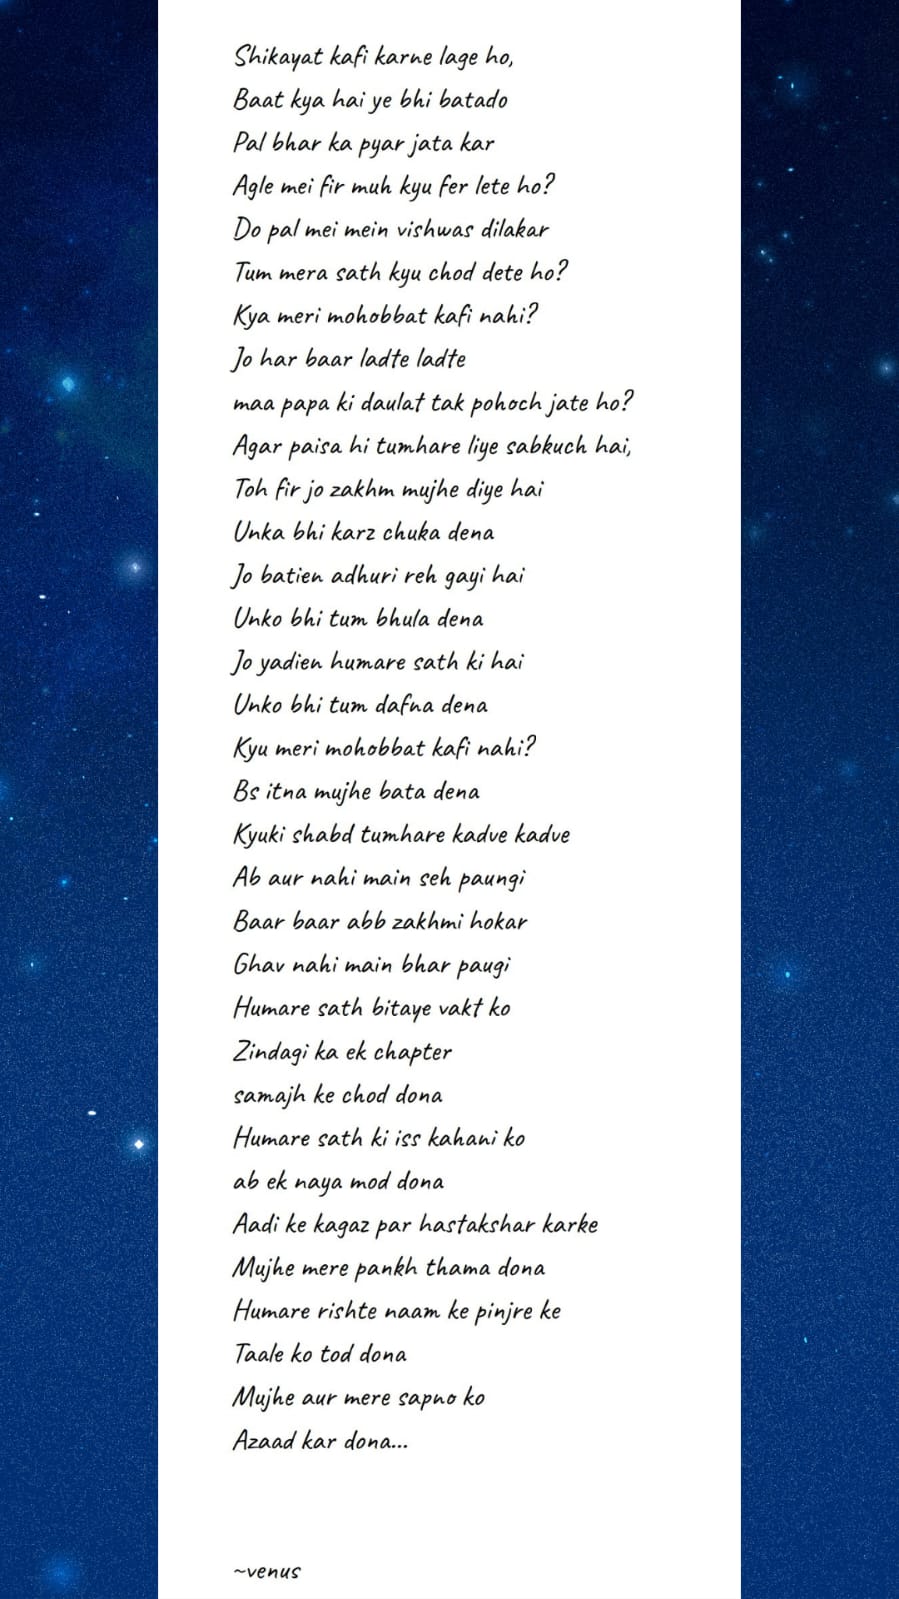 Shikayat kafi karne lage ho,
Baat kya hai ye bhi batado
Pal bhar ka pyar jata kar
Agle mei fir muh kyu fer lete ho?
Do pal mei mein vishwas dilakar
Tum mera sath kyu chod dete ho?
Kya meri mohobbat kafi nahi?
Jo har baar ladte ladte
maa papa ki daulat tak pohoch jate ho?
Agar paisa hi tumhare liye sabkuch hai,
Toh fir jo zakhm mujhe diye hai
Unka bhi karz chuka dena
Jo batien adhuri reh gayi hai
Unko bhi tum bhula dena
Jo yadien humare sath ki hai
Unko bhi tum dafna dena
Kyu meri mohobbat kafi nahi?
Bs itna mujhe bata dena
Kyuki shabd tumhare kadve kadve
Ab aur nahi main seh paungi
Baar baar abb zakhmi hokar
Ghav nahi main bhar paugi
Humare sath bitaye vakt ko
Zindagi ka ek chapter
samajh ke chod dona
Humare sath ki iss kahani ko
ab ek naya mod dona
Aadi ke kagaz par hastakshar karke
Mujhe mere pankh thama dona
Humare rishte naam ke pinjre ke
Taale ko tod dona
Mujhe aur mere sapno ko
Azaad kar dona...
~venus